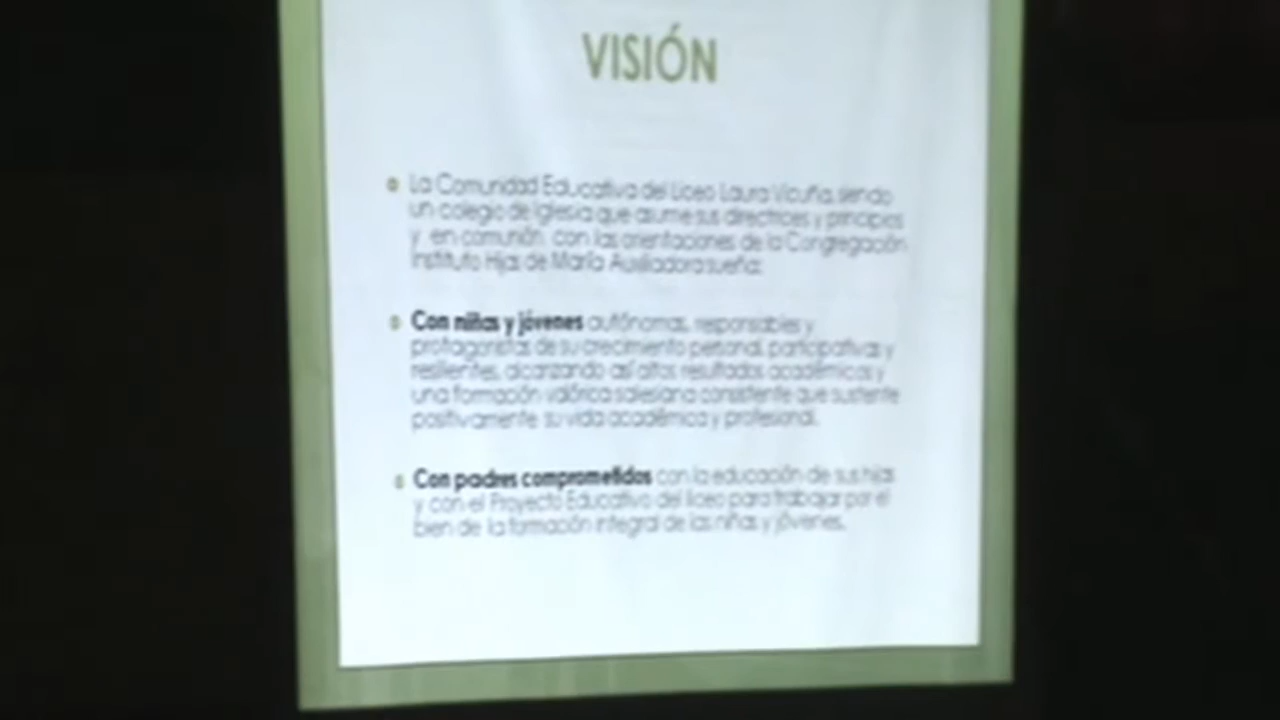 VISIÓN
La Comunidad Educativa del Liceo Laura Vicuña, siendo
un colegio de Iglesia que asume sus directrices y principios
y en comunión con las orientaciones de la Congregación
Instituto Hijas de María Auxiliadora sueña:
Con niñas y jóvenes autónomas, responsables y
protagonistas de su crecimiento personal, participativas y
resilientes, alcanzando así altos resultados académicos y
una formación valórica salesiana consistente que sustente
positivamente su vida académica y profesional.
Con padres comprometidos con la educación de sus hijas
y con el Proyecto Educativo del liceo para trabajar por el
bien de la formación integral de las niñas y jóvenes.